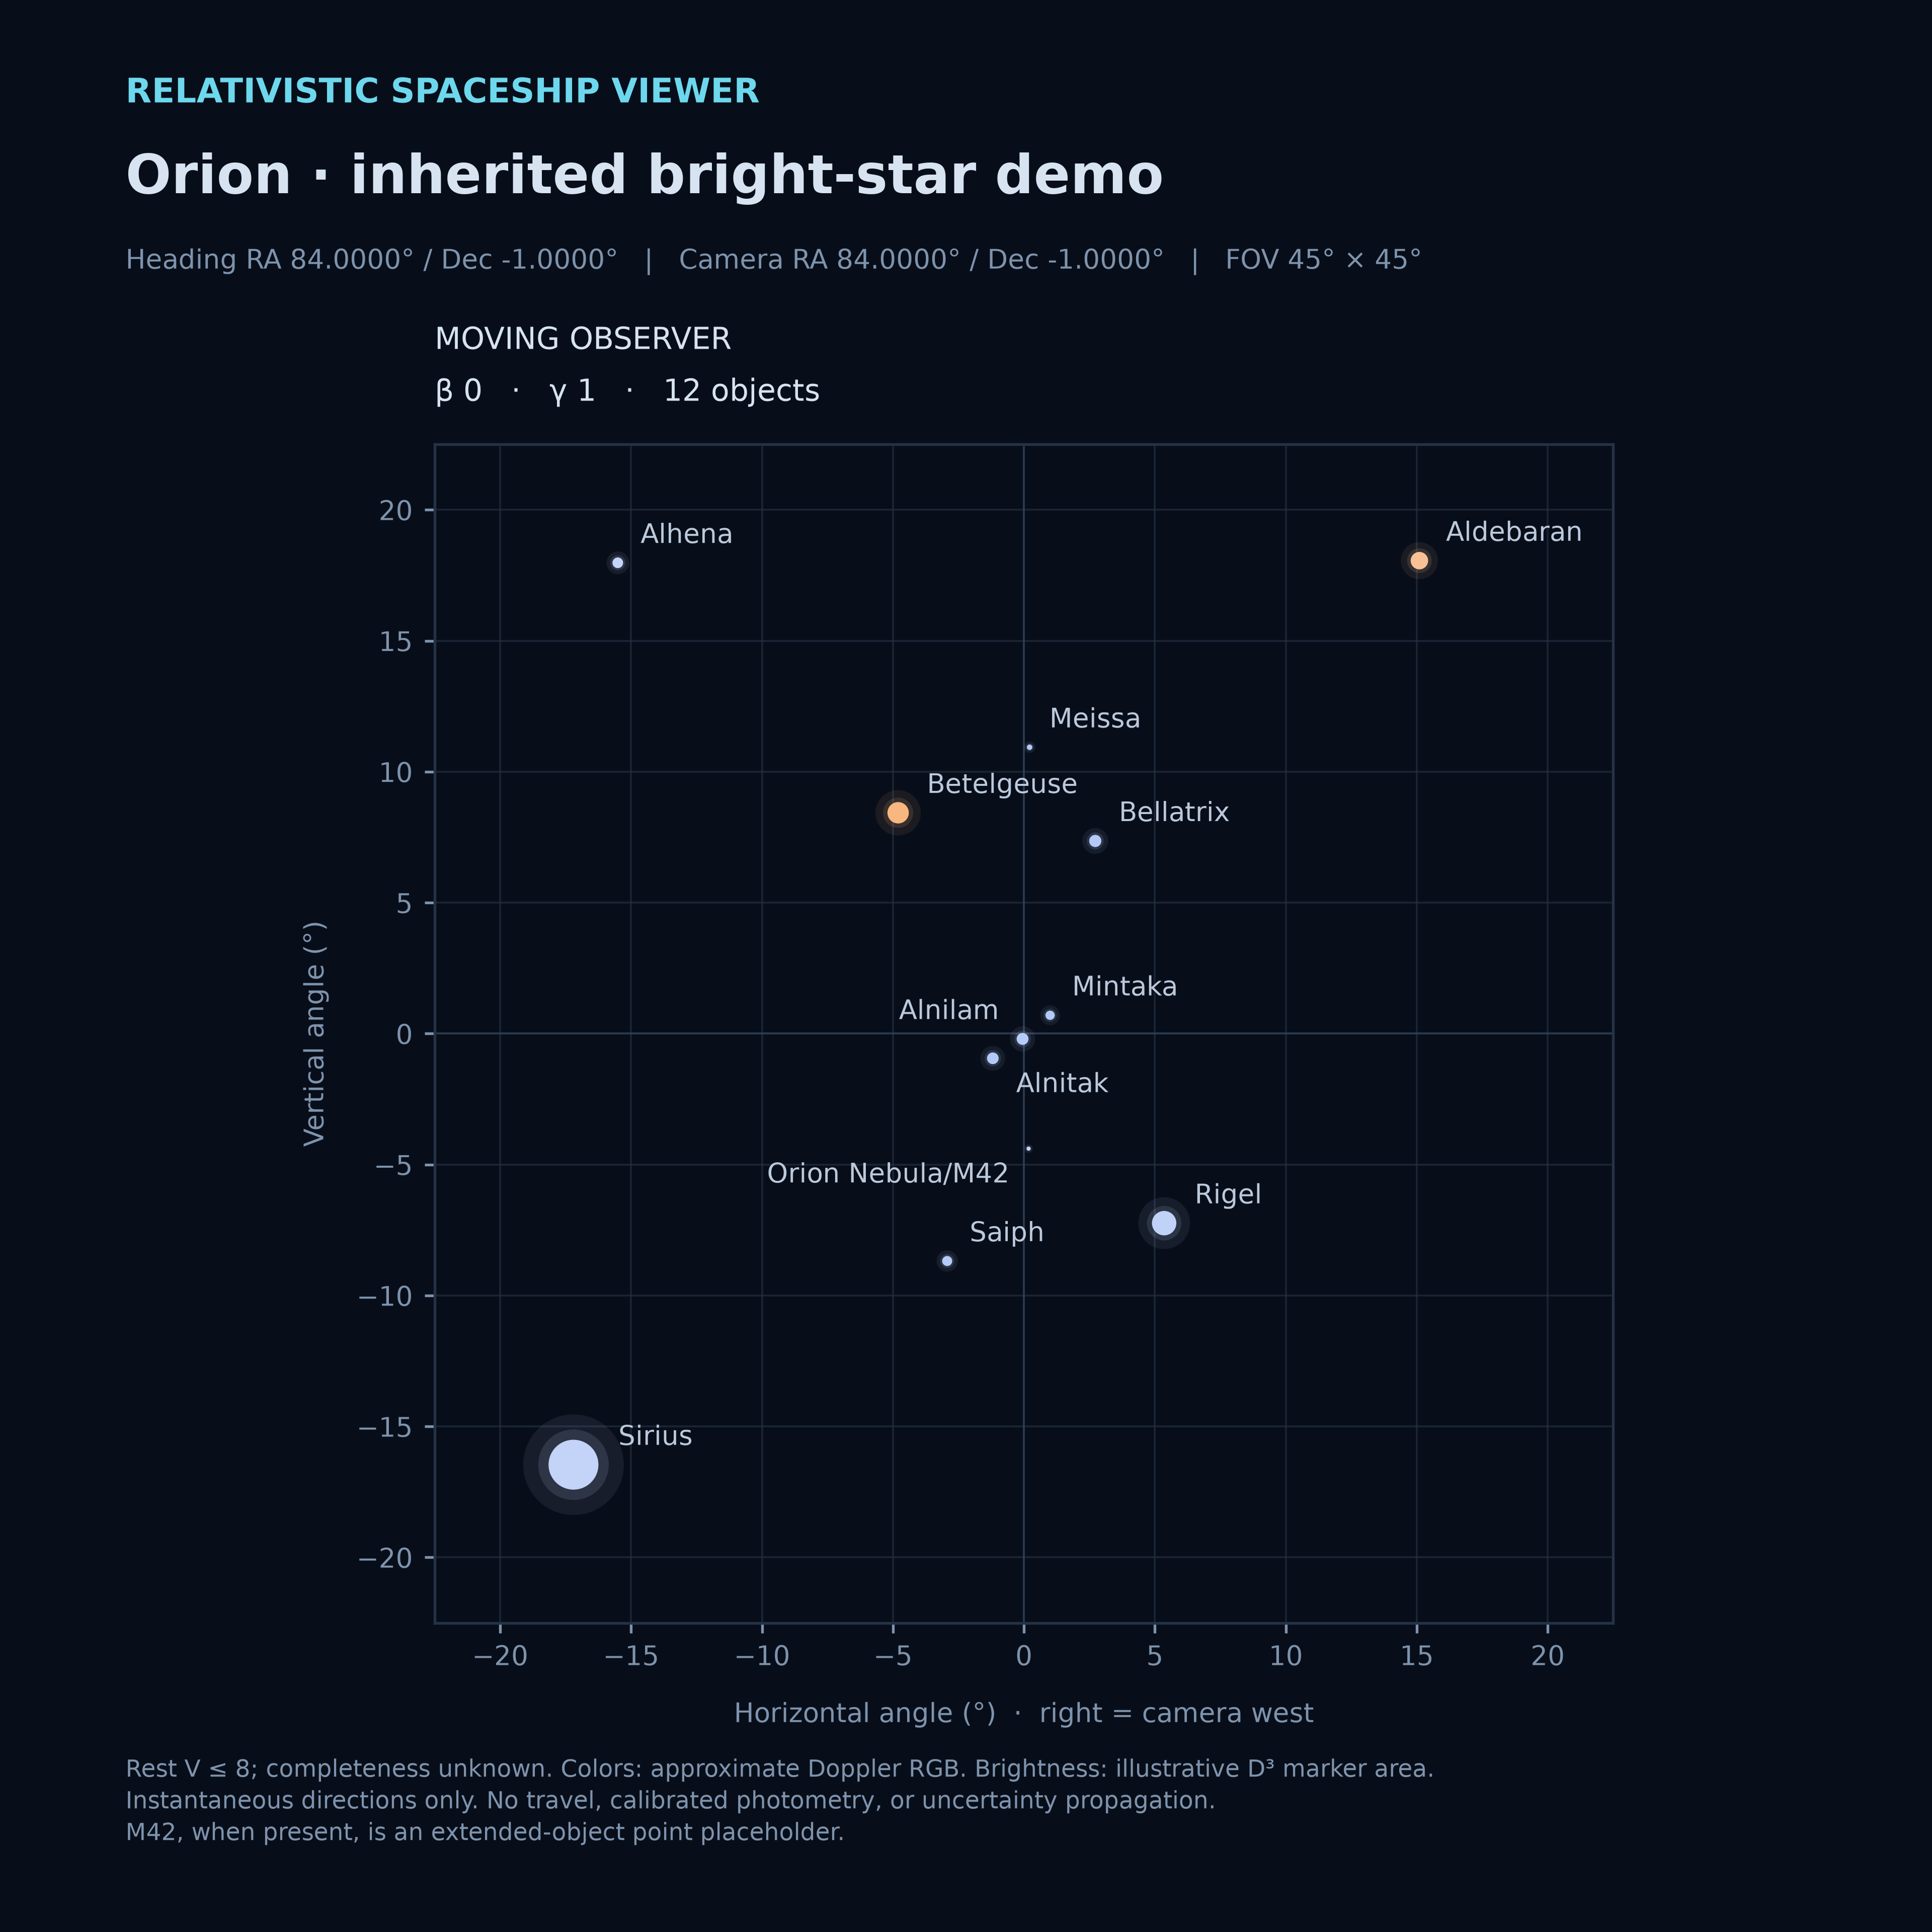 RELATIVISTIC SPACESHIP VIEWER
Orion · inherited bright-star demo
Heading RA 84.0000° / Dec -1.0000° | Camera RA 84.0000° / Dec -1.0000° | FOV 45° × 45°
MOVING OBSERVER
β 0 · γ 1 · 12 objects
20
Alhena
Aldebaran
15
Meissa
10
Betelgeuse
Bellatrix
5
Vertical angle (°)
Mintaka
Alnilam
0
Alnitak
−5
Orion Nebula/M42
Rigel
Saiph
−10
−15
Sirius
−20
−20 −15 −10 −5 0 5 10 15 20
Horizontal angle (°) · right = camera west
Rest V ≤ 8; completeness unknown. Colors: approximate Doppler RGB. Brightness: illustrative D³ marker area.
Instantaneous directions only. No travel, calibrated photometry, or uncertainty propagation.
M42, when present, is an extended-object point placeholder.